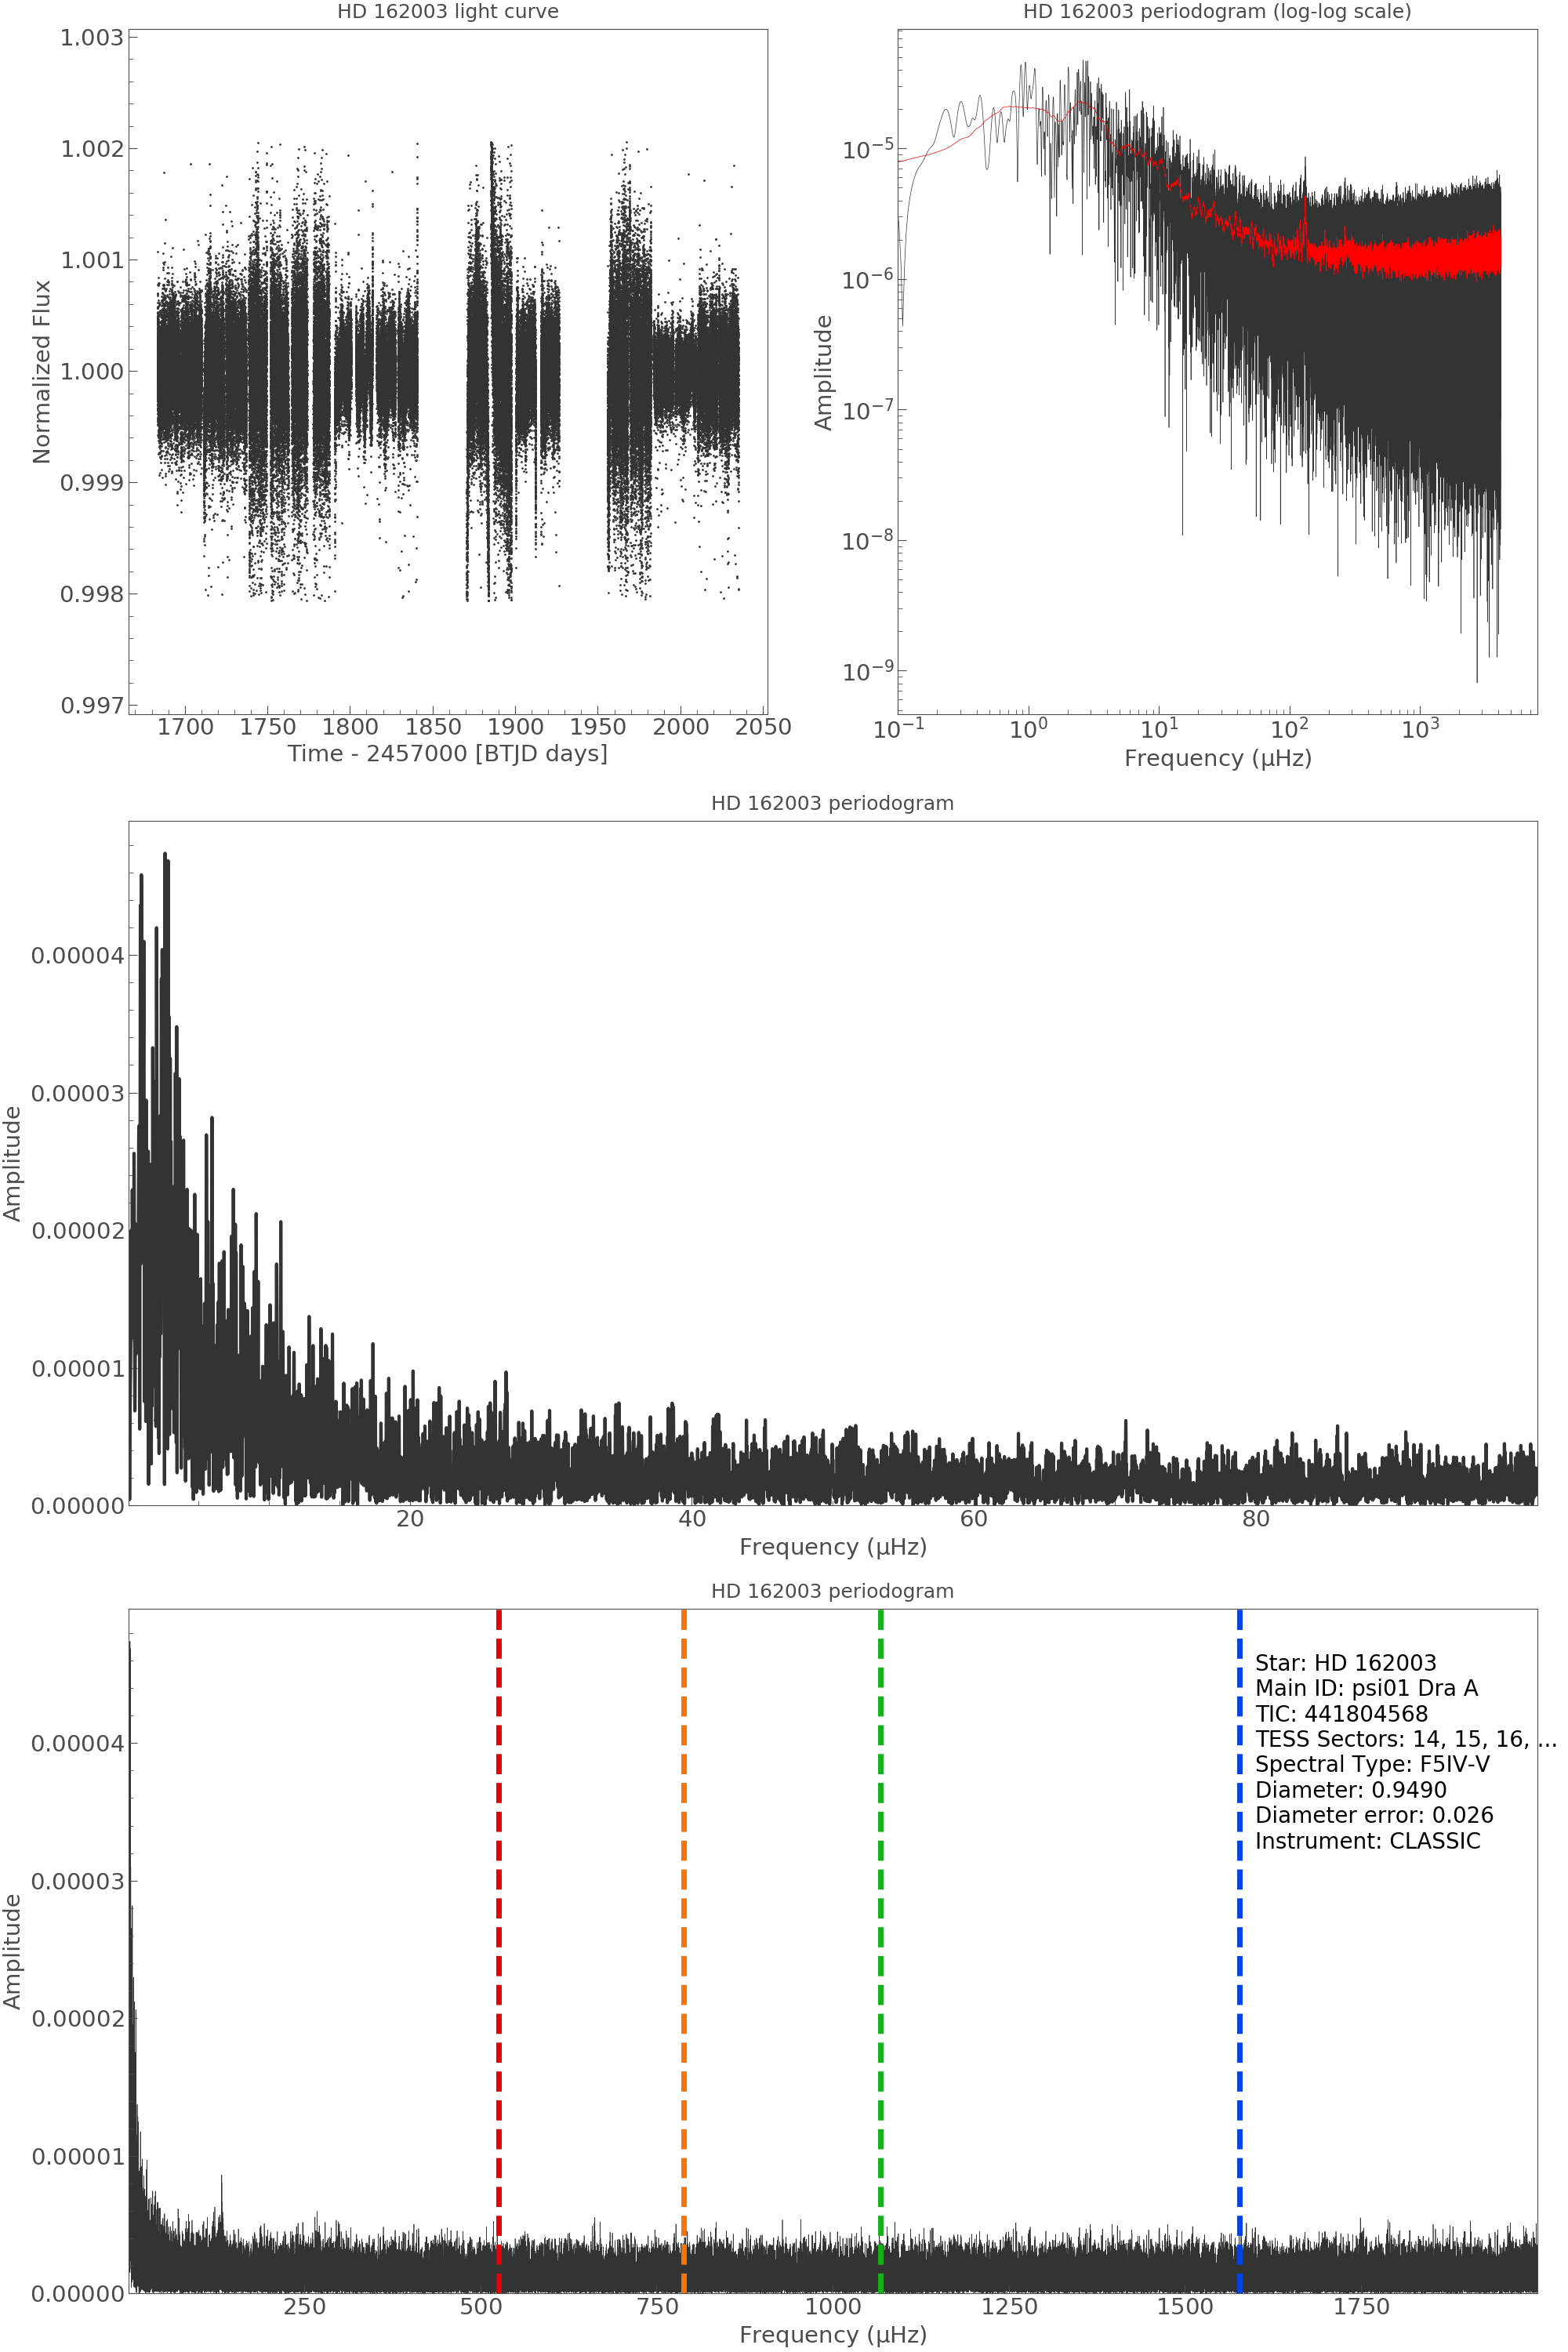 HD 162003 light curve
1.003
1.002
1.001
1.000
0.999
0.998
0.997
Normalized Flux
1700 1750 1800 1850 1900 1950 2000 2050
Time - 2457000 [BTJD days]
HD 162003 periodogram (log-log scale)
10⁻⁵
10⁻⁶
10⁻⁷
10⁻⁸
10⁻⁹
Amplitude
10⁻¹ 10⁰ 10¹ 10² 10³
Frequency (µHz)
HD 162003 periodogram
0.00004
0.00003
0.00002
0.00001
0.00000
Amplitude
20 40 60 80
Frequency (µHz)
HD 162003 periodogram
0.00004
0.00003
0.00002
0.00001
0.00000
Amplitude
Star: HD 162003
Main ID: psi01 Dra A
TIC: 441804568
TESS Sectors: 14, 15, 16, ...
Spectral Type: F5IV-V
Diameter: 0.9490
Diameter error: 0.026
Instrument: CLASSIC
250 500 750 1000 1250 1500 1750
Frequency (µHz)